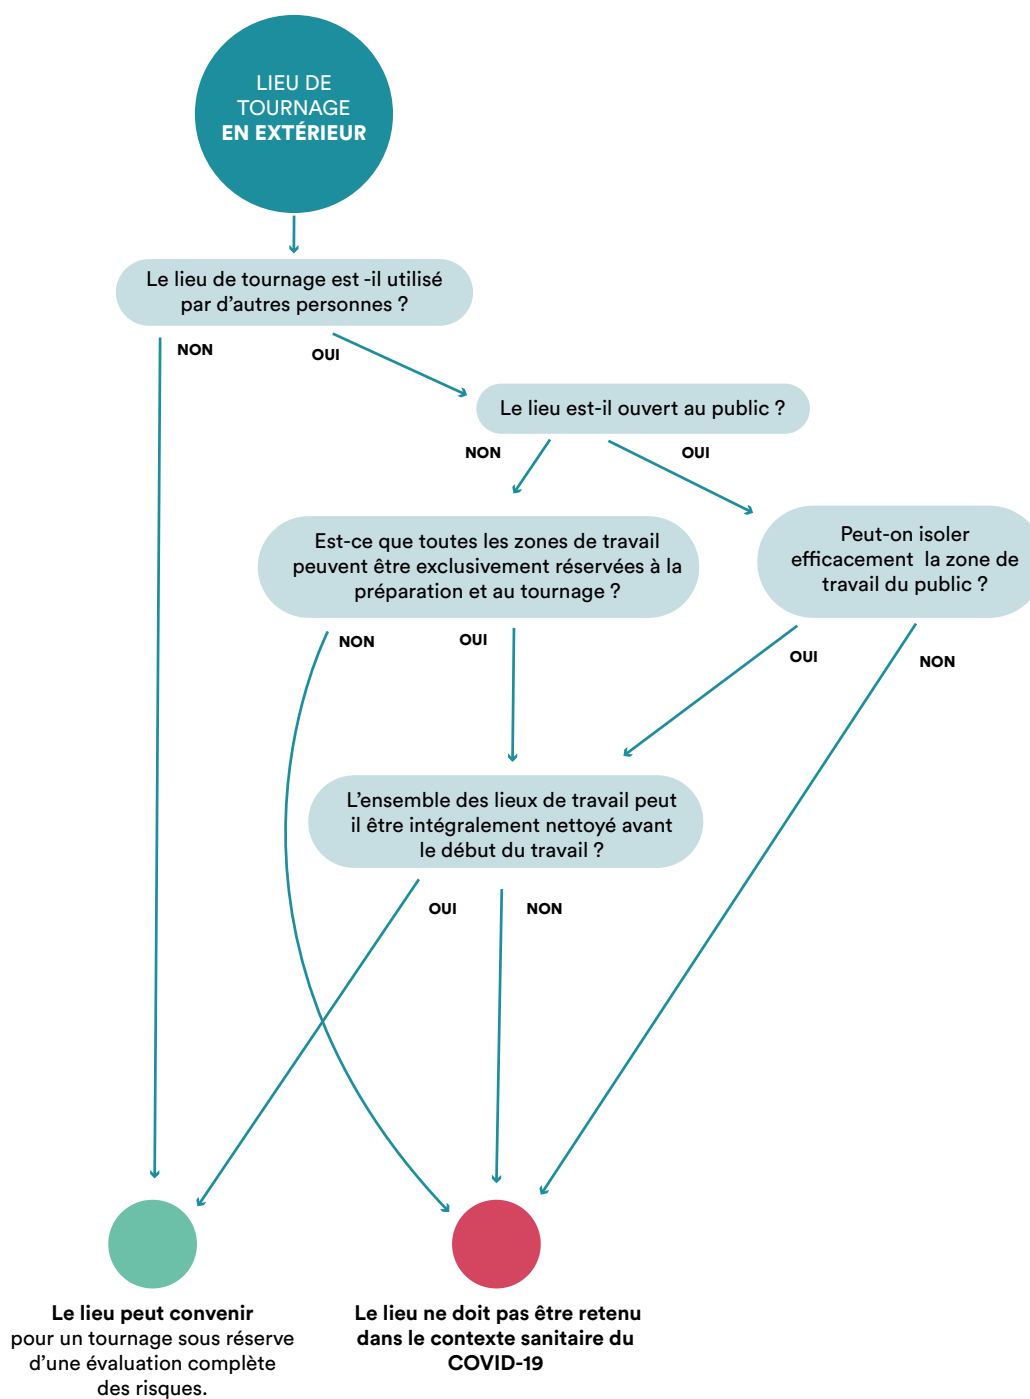 LIEU DE
TOURNAGE
EN EXTÉRIEUR
Le lieu de tournage est -il utilisé
par d’autres personnes ?
NON
OUI
Le lieu est-il ouvert au public ?
NON
OUI
Est-ce que toutes les zones de travail
peuvent être exclusivement réservées à la
préparation et au tournage ?
Peut-on isoler
efficacement la zone de
travail du public ?
NON
OUI
OUI
NON
L’ensemble des lieux de travail peut
il être intégralement nettoyé avant
le début du travail ?
OUI
NON
Le lieu peut convenir
pour un tournage sous réserve
d’une évaluation complète
des risques.
Le lieu ne doit pas être retenu
dans le contexte sanitaire du
COVID-19